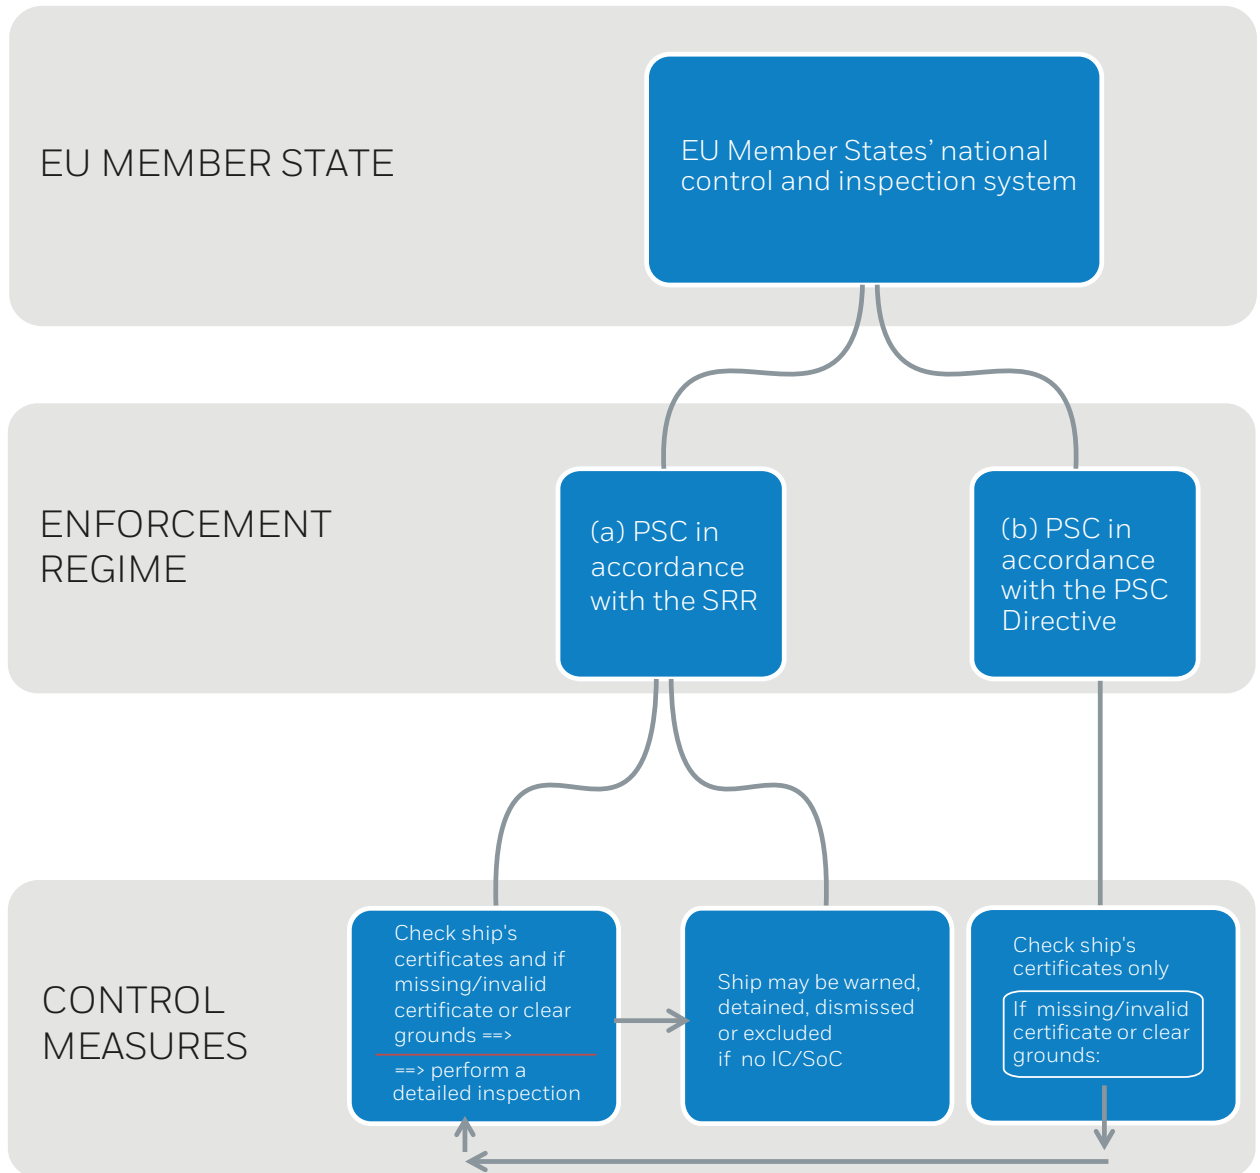 EU MEMBER STATE
EU Member States’ national
control and inspection system
ENFORCEMENT
REGIME
(a) PSC in
accordance
with the SRR
(b) PSC in
accordance
with the PSC
Directive
CONTROL
MEASURES
Check ship's
certificates and if
missing/invalid
certificate or clear
grounds ==>
==> perform a
detailed inspection
Ship may be warned,
detained, dismissed
or excluded
if no IC/SoC
Check ship's
certificates only
If missing/invalid
certificate or clear
grounds: